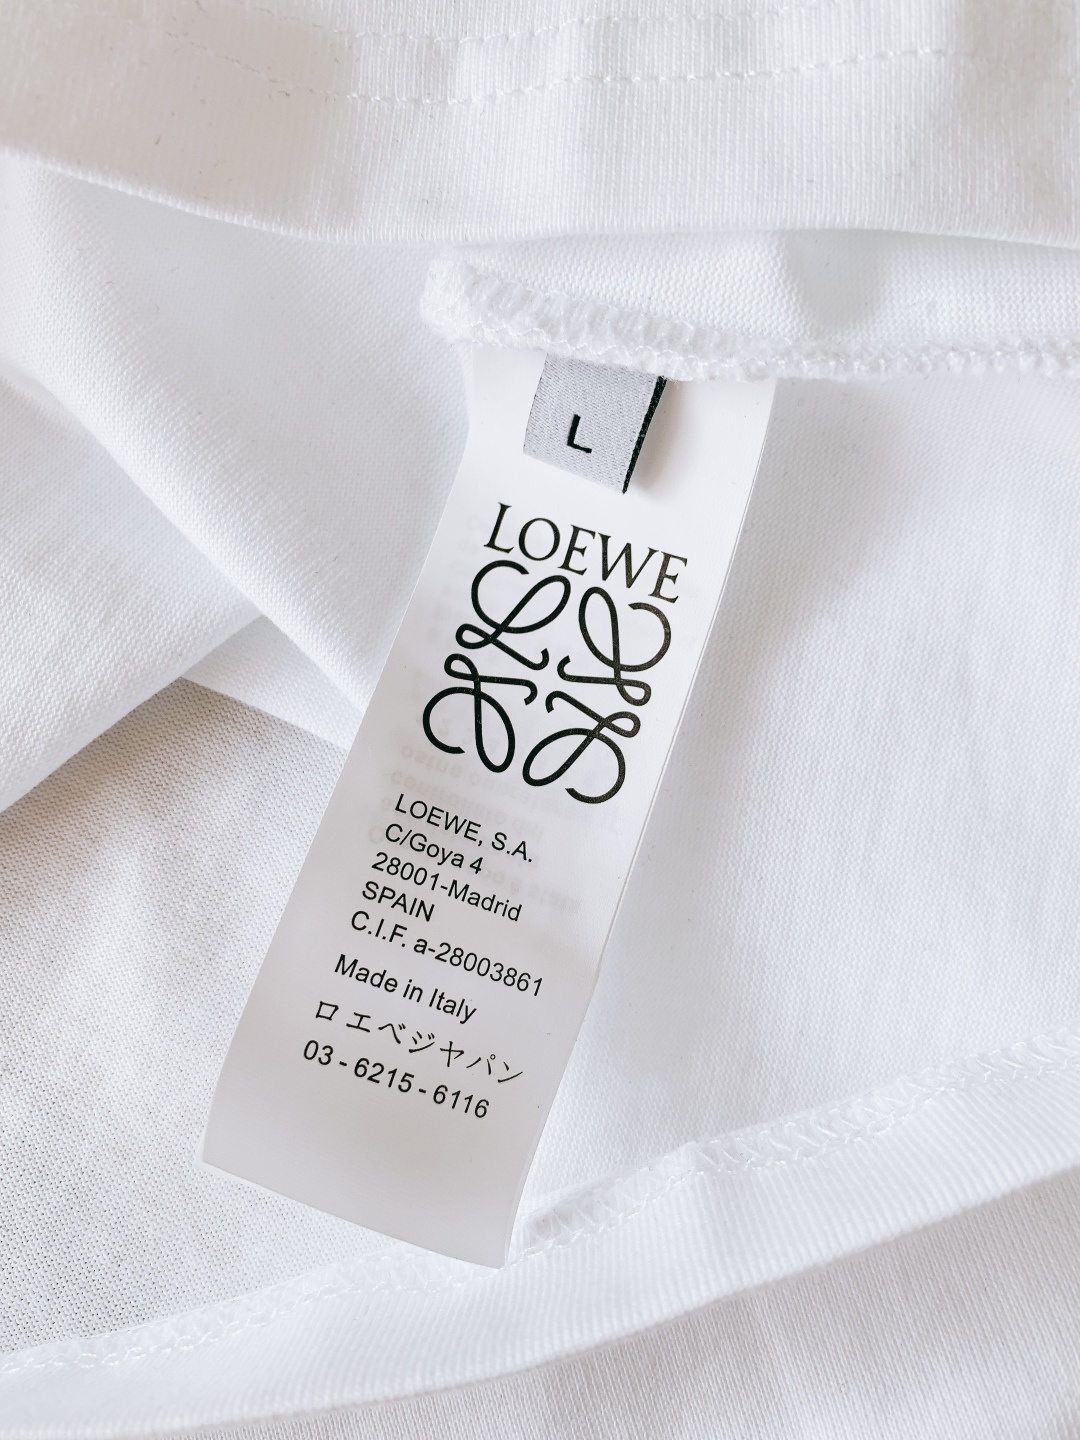 L
LOEWE
LOEWE, S.A.
C/Goya 4
28001-Madrid
SPAIN
C.I.F. a-28003861
Made in Italy
ロエベジャパン
03 - 6215 - 6116